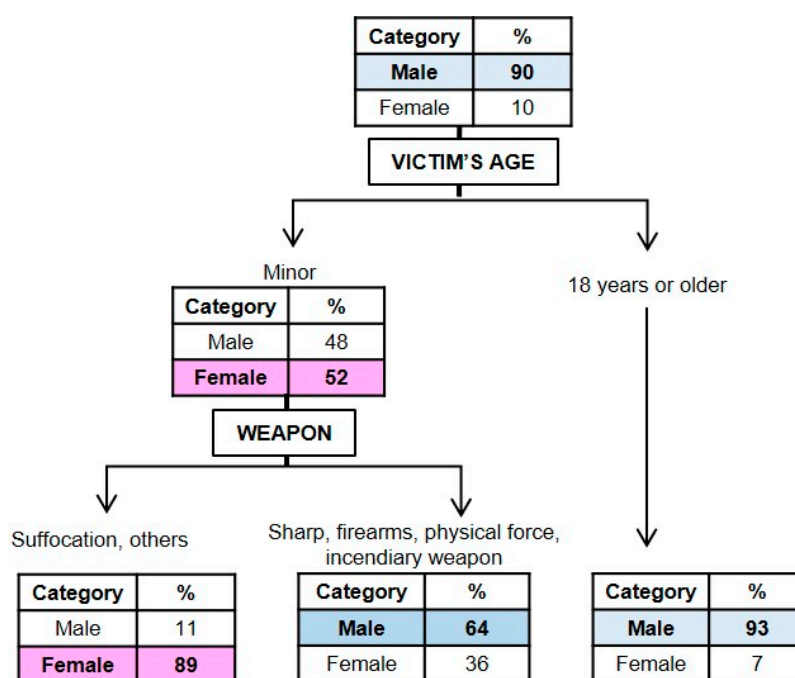 Category %
Male 90
Female 10
VICTIM'S AGE
Minor
Category %
Male 48
Female 52
18 years or older
WEAPON
Suffocation, others
Category %
Male 11
Female 89
Sharp, firearms, physical force,
incendiary weapon
Category %
Male 64
Female 36
Category %
Male 93
Female 7